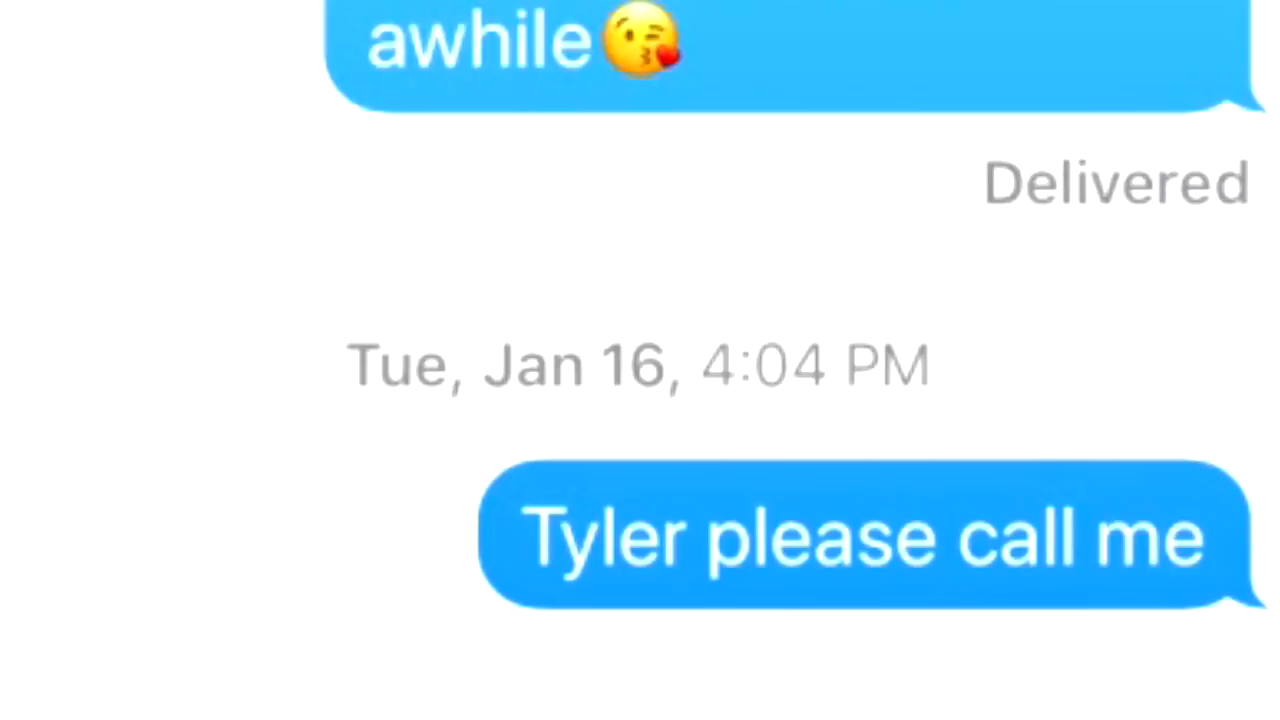 awhile😘
Delivered
Tue, Jan 16, 4:04 PM
Tyler please call me